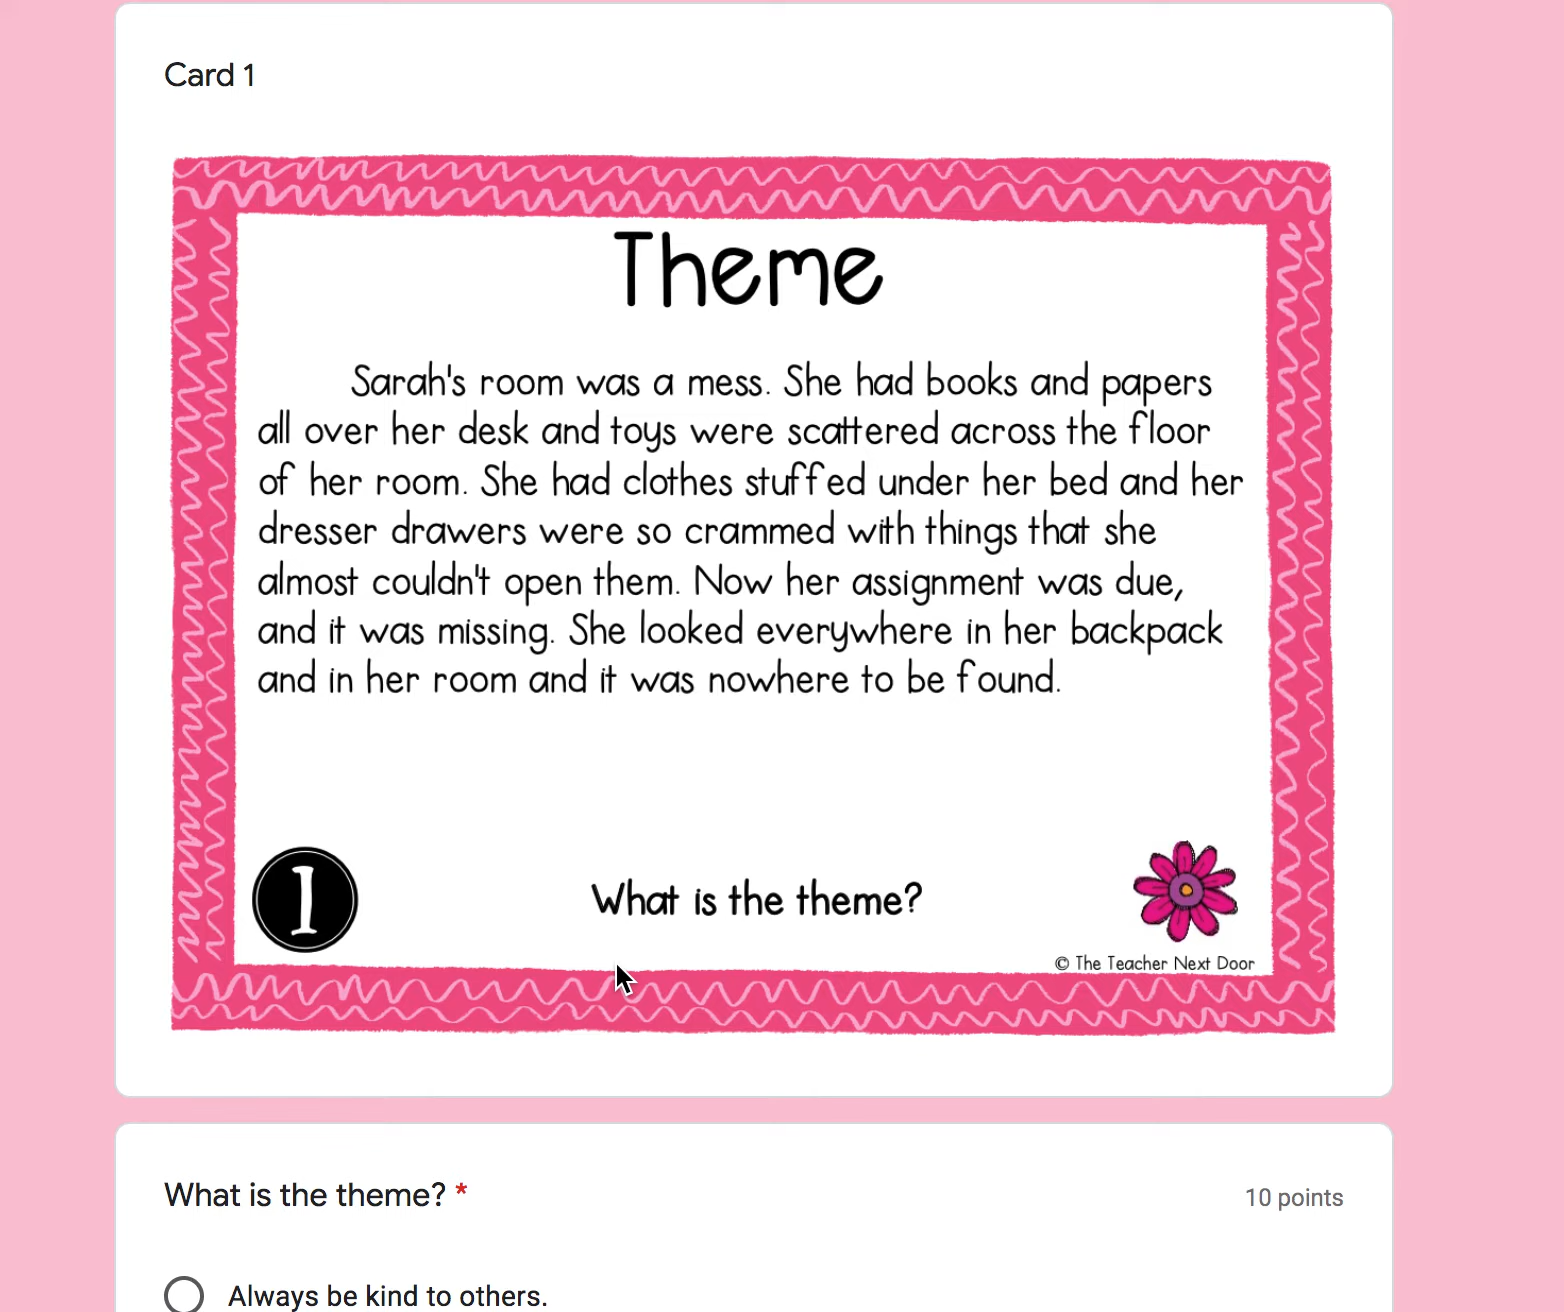 Card 1
Theme
Sarah's room was a mess. She had books and papers
all over her desk and toys were scattered across the floor
of her room. She had clothes stuffed under her bed and her
dresser drawers were so crammed with things that she
almost couldn't open them. Now her assignment was due,
and it was missing. She looked everywhere in her backpack
and in her room and it was nowhere to be found.
1
What is the theme?
© The Teacher Next Door
What is the theme? *
10 points
Always be kind to others.